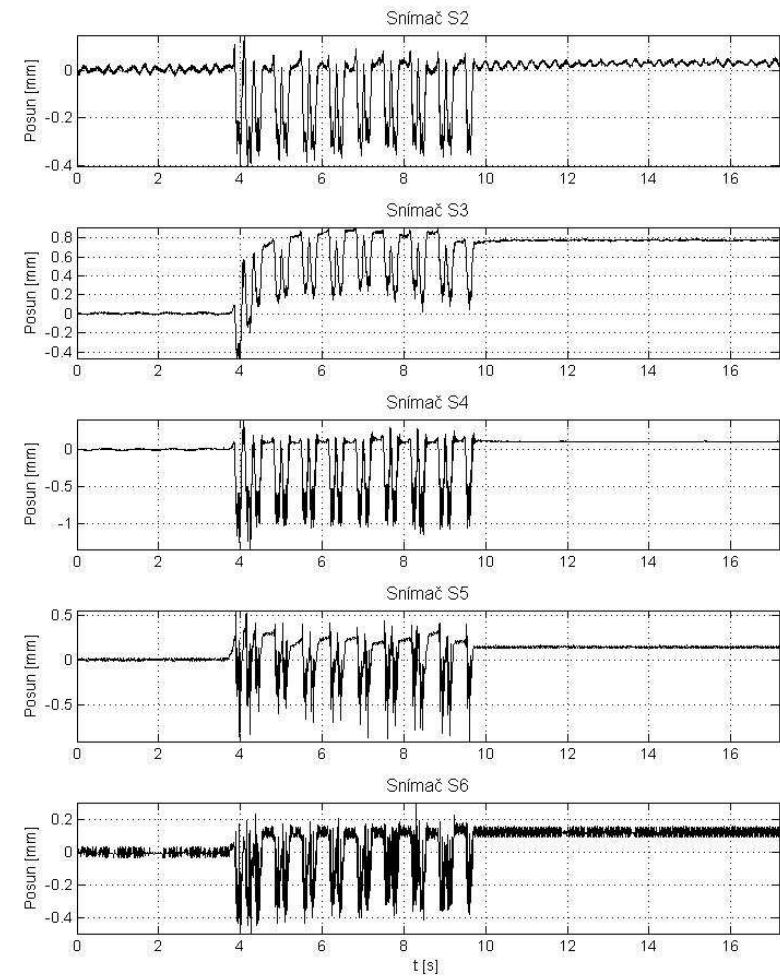 Snímač S2
Posun [mm]
0
-0.2
-0.4
0 2 4 6 8 10 12 14 16
Snímač S3
Posun [mm]
0.8
0.6
0.4
0.2
0
-0.2
-0.4
0 2 4 6 8 10 12 14 16
Snímač S4
Posun [mm]
0
-0.5
-1
0 2 4 6 8 10 12 14 16
Snímač S5
Posun [mm]
0.5
0
-0.5
0 2 4 6 8 10 12 14 16
Snímač S6
Posun [mm]
0.2
0
-0.2
-0.4
0 2 4 6 8 10 12 14 16
t [s]